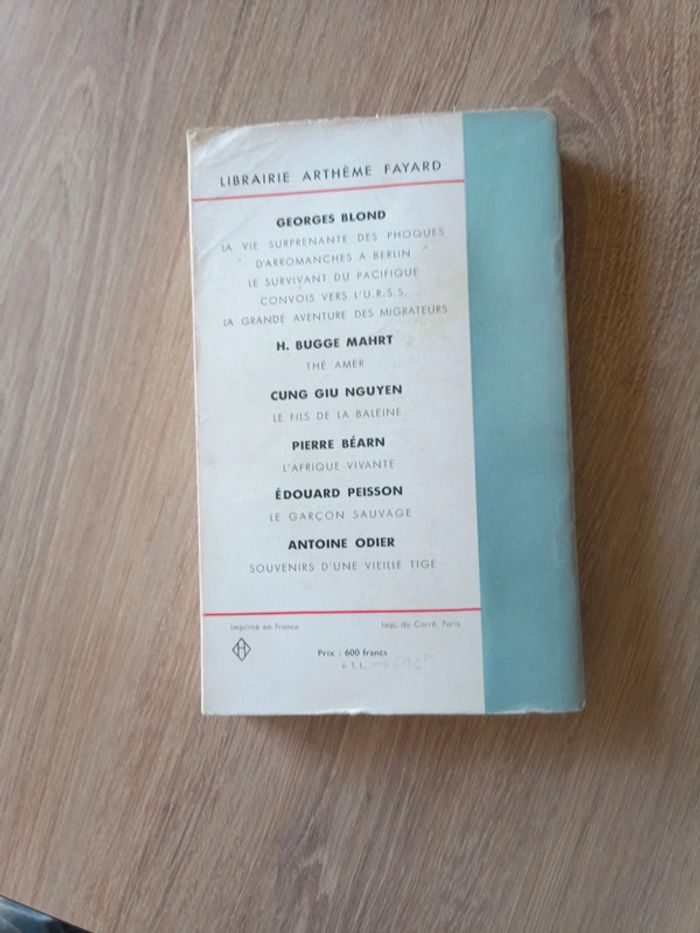 LIBRAIRIE ARTHÈME FAYARD
GEORGES BLOND
LA VIE SURPRENANTE DES PHOQUES
D'ARROMANCHES A BERLIN
LE SURVIVANT DU PACIFIQUE
CONVOIS VERS L'U.R.S.S.
LA GRANDE AVENTURE DES MIGRATEURS
H. BUGGE MAHRT
THÉ AMER
CUNG GIU NGUYEN
LE FILS DE LA BALEINE
PIERRE BÉARN
L'AFRIQUE VIVANTE
ÉDOUARD PEISSON
LE GARÇON SAUVAGE
ANTOINE ODIER
SOUVENIRS D'UNE VIEILLE TIGE
Imprimé en France
Imp. du Carré, Paris
Prix : 600 francs
+ T. L.